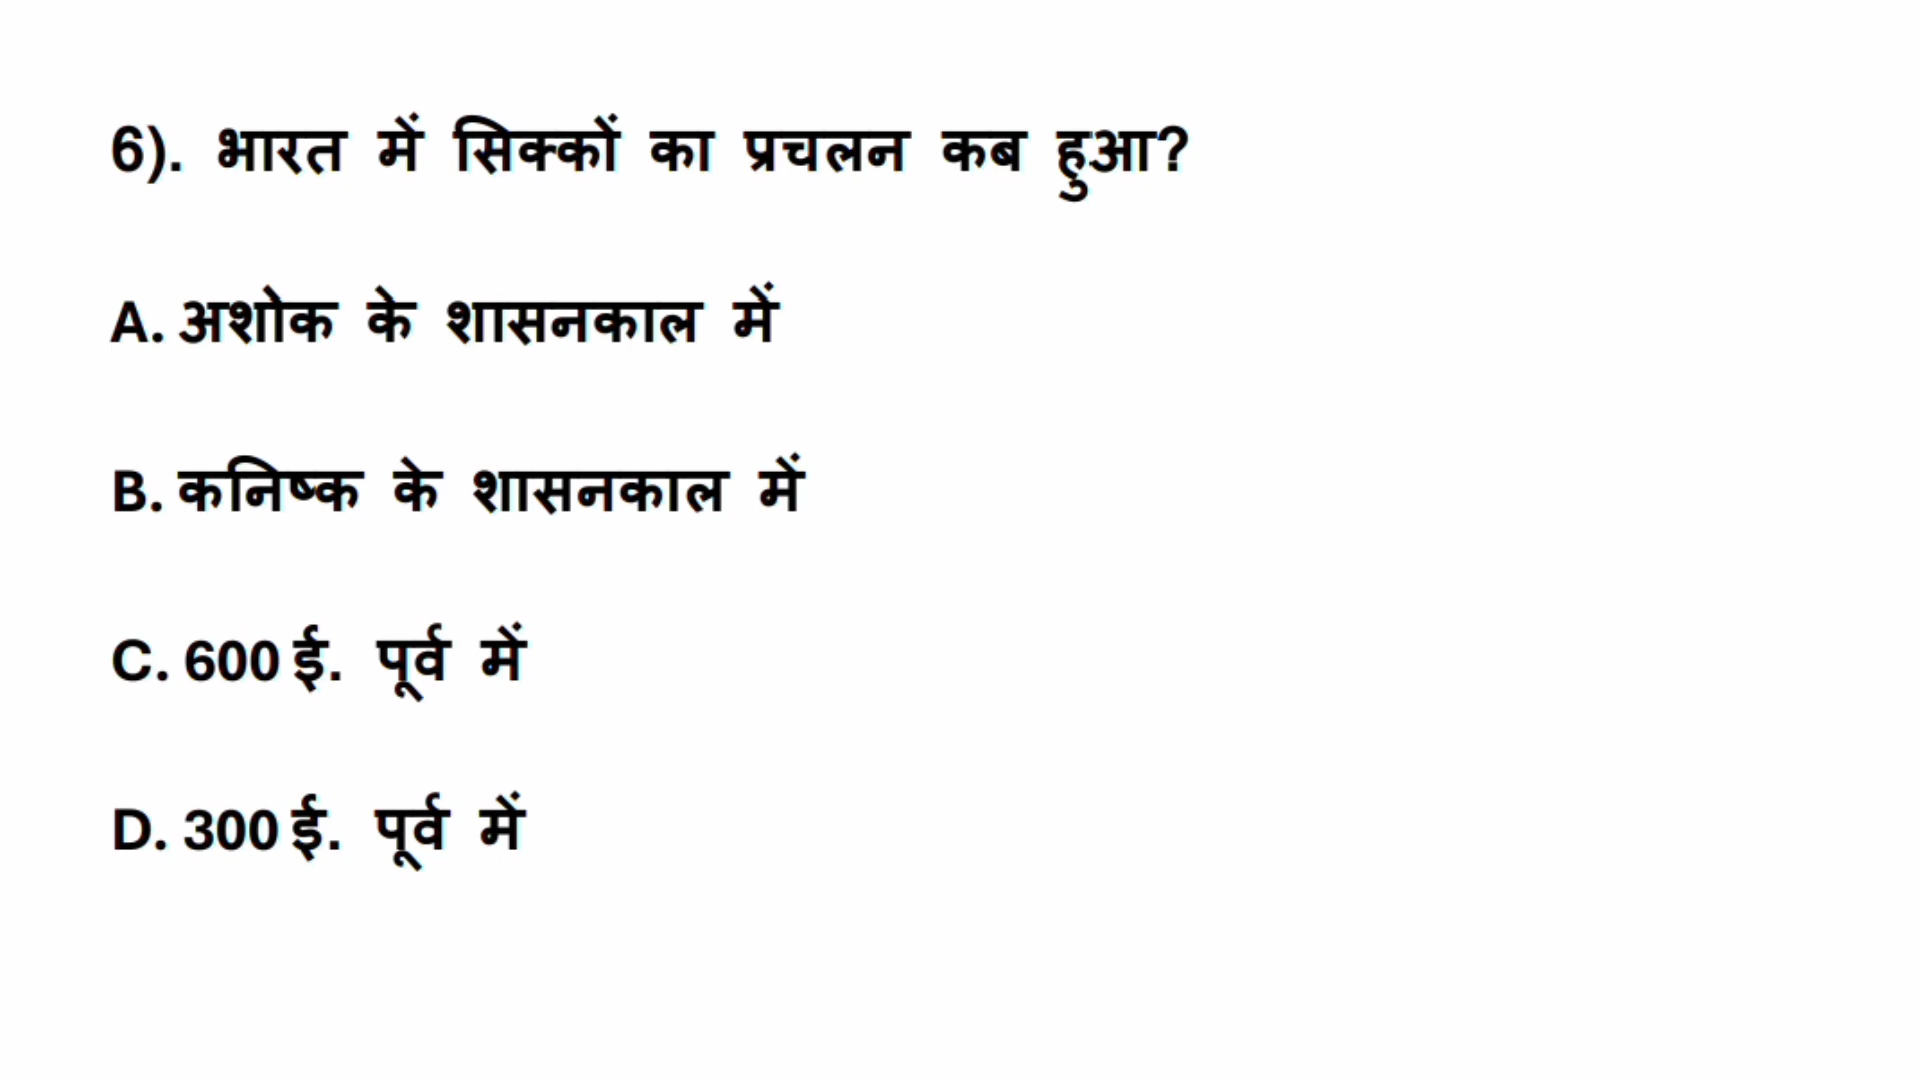 6). भारत में सिक्कों का प्रचलन कब हुआ?
A. अशोक के शासनकाल में
B. कनिष्क के शासनकाल में
C. 600 ई. पूर्व में
D. 300 ई. पूर्व में